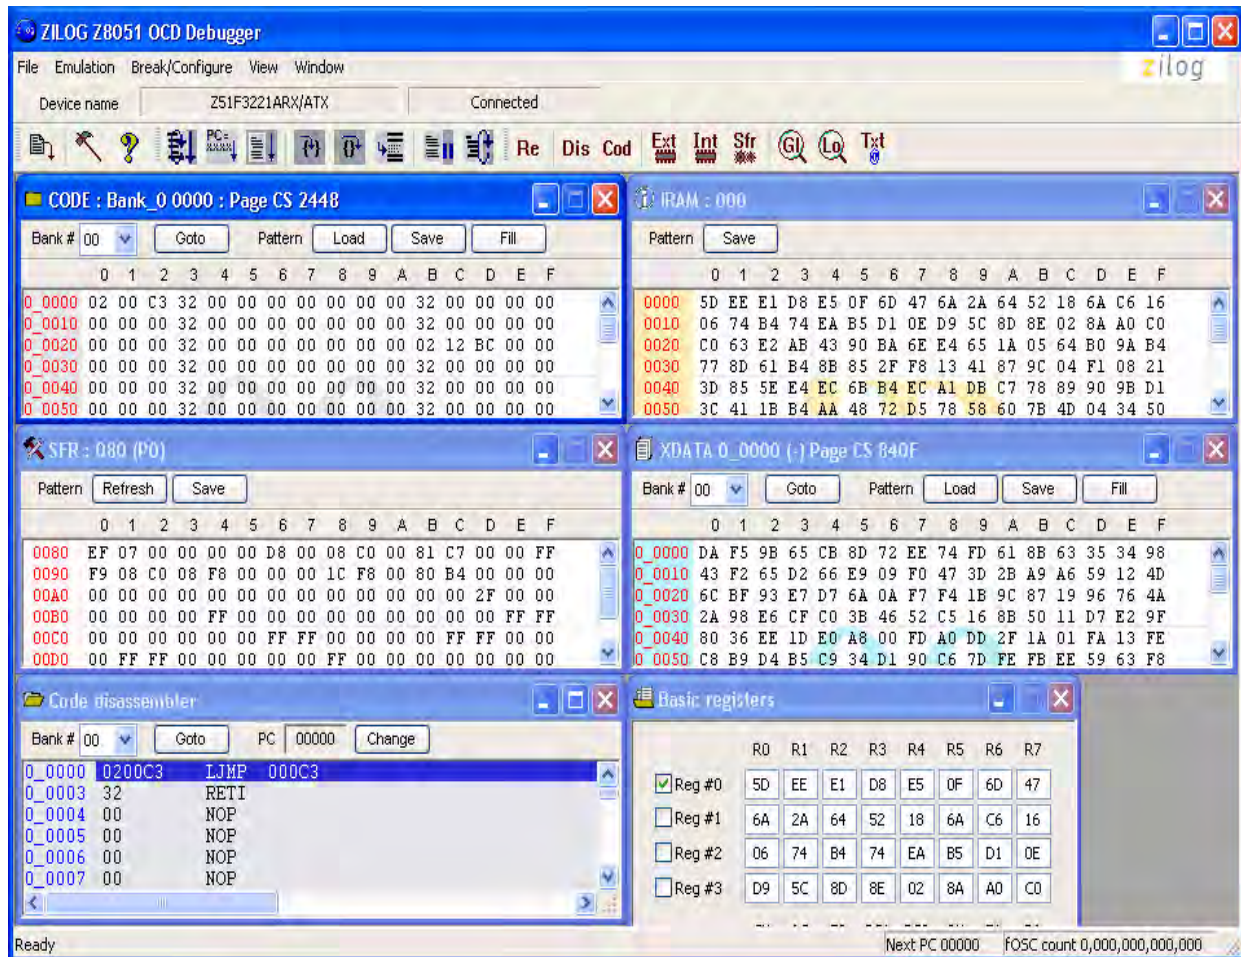 ZILOG Z8051 OCD Debugger
File Emulation Break/Configure View Window
zilog
Device name Z51F3221ARX/ATX Connected
PC= XXXX Re Dis Cod Ext Int Sfr Gl Lo Txt
CODE : Bank_0 0000 : Page CS 2448
Bank # 00 Goto Pattern Load Save Fill
0 1 2 3 4 5 6 7 8 9 A B C D E F
0_0000 02 00 C3 32 00 00 00 00 00 00 00 32 00 00 00 00
0_0010 00 00 00 32 00 00 00 00 00 00 00 32 00 00 00 00
0_0020 00 00 00 32 00 00 00 00 00 00 00 02 12 BC 00 00
0_0030 00 00 00 32 00 00 00 00 00 00 00 32 00 00 00 00
0_0040 00 00 00 32 00 00 00 00 00 00 00 32 00 00 00 00
0_0050 00 00 00 32 00 00 00 00 00 00 00 32 00 00 00 00
IRAM : 000
Pattern Save
0 1 2 3 4 5 6 7 8 9 A B C D E F
0000 5D EE E1 D8 E5 0F 6D 47 6A 2A 64 52 18 6A C6 16
0010 06 74 B4 74 EA B5 D1 0E D9 5C 8D 8E 02 8A A0 C0
0020 C0 63 E2 AB 43 90 BA 6E E4 65 1A 05 64 B0 9A B4
0030 77 8D 61 B4 8B 85 2F F8 13 41 87 9C 04 F1 08 21
0040 3D 85 5E E4 EC 6B B4 EC A1 DB C7 78 89 90 9B D1
0050 3C 41 1B B4 AA 48 72 D5 78 58 60 7B 4D 04 34 50
SFR : 080 (P0)
Pattern Refresh Save
0 1 2 3 4 5 6 7 8 9 A B C D E F
0080 EF 07 00 00 00 00 D8 00 08 C0 00 81 C7 00 00 FF
0090 F9 08 C0 08 F8 00 00 00 1C F8 00 80 B4 00 00 00
00A0 00 00 00 00 00 00 00 00 00 00 00 00 00 2F 00 00
00B0 00 00 00 00 FF 00 00 00 00 00 00 00 00 00 FF FF
00C0 00 00 00 00 00 00 FF FF 00 00 00 00 FF FF 00 00
00D0 00 FF FF 00 00 00 00 00 FF 00 00 00 00 00 00 00
XDATA 0_0000 (-) Page CS 840F
Bank # 00 Goto Pattern Load Save Fill
0 1 2 3 4 5 6 7 8 9 A B C D E F
0_0000 DA F5 9B 65 CB 8D 72 EE 74 FD 61 8B 63 35 34 98
0_0010 43 F2 65 D2 66 E9 09 F0 47 3D 2B A9 A6 59 12 4D
0_0020 6C BF 93 E7 D7 6A 0A F7 F4 1B 9C 87 19 96 76 4A
0_0030 2A 98 E6 CF C0 3B 46 52 C5 16 8B 50 11 D7 E2 9F
0_0040 80 36 EE 1D E0 A8 00 FD A0 DD 2F 1A 01 FA 13 FE
0_0050 C8 B9 D4 B5 C9 34 D1 90 C6 7D FE FB EE 59 63 F8
Code disassembler
Bank # 00 Goto PC 00000 Change
0_0000 0200C3 LJMP 000C3
0_0003 32 RETI
0_0004 00 NOP
0_0005 00 NOP
0_0006 00 NOP
0_0007 00 NOP
Basic registers
R0 R1 R2 R3 R4 R5 R6 R7
Reg #0 5D EE E1 D8 E5 0F 6D 47
Reg #1 6A 2A 64 52 18 6A C6 16
Reg #2 06 74 B4 74 EA B5 D1 0E
Reg #3 D9 5C 8D 8E 02 8A A0 C0
Ready Next PC 00000 fOSC count 0,000,000,000,000